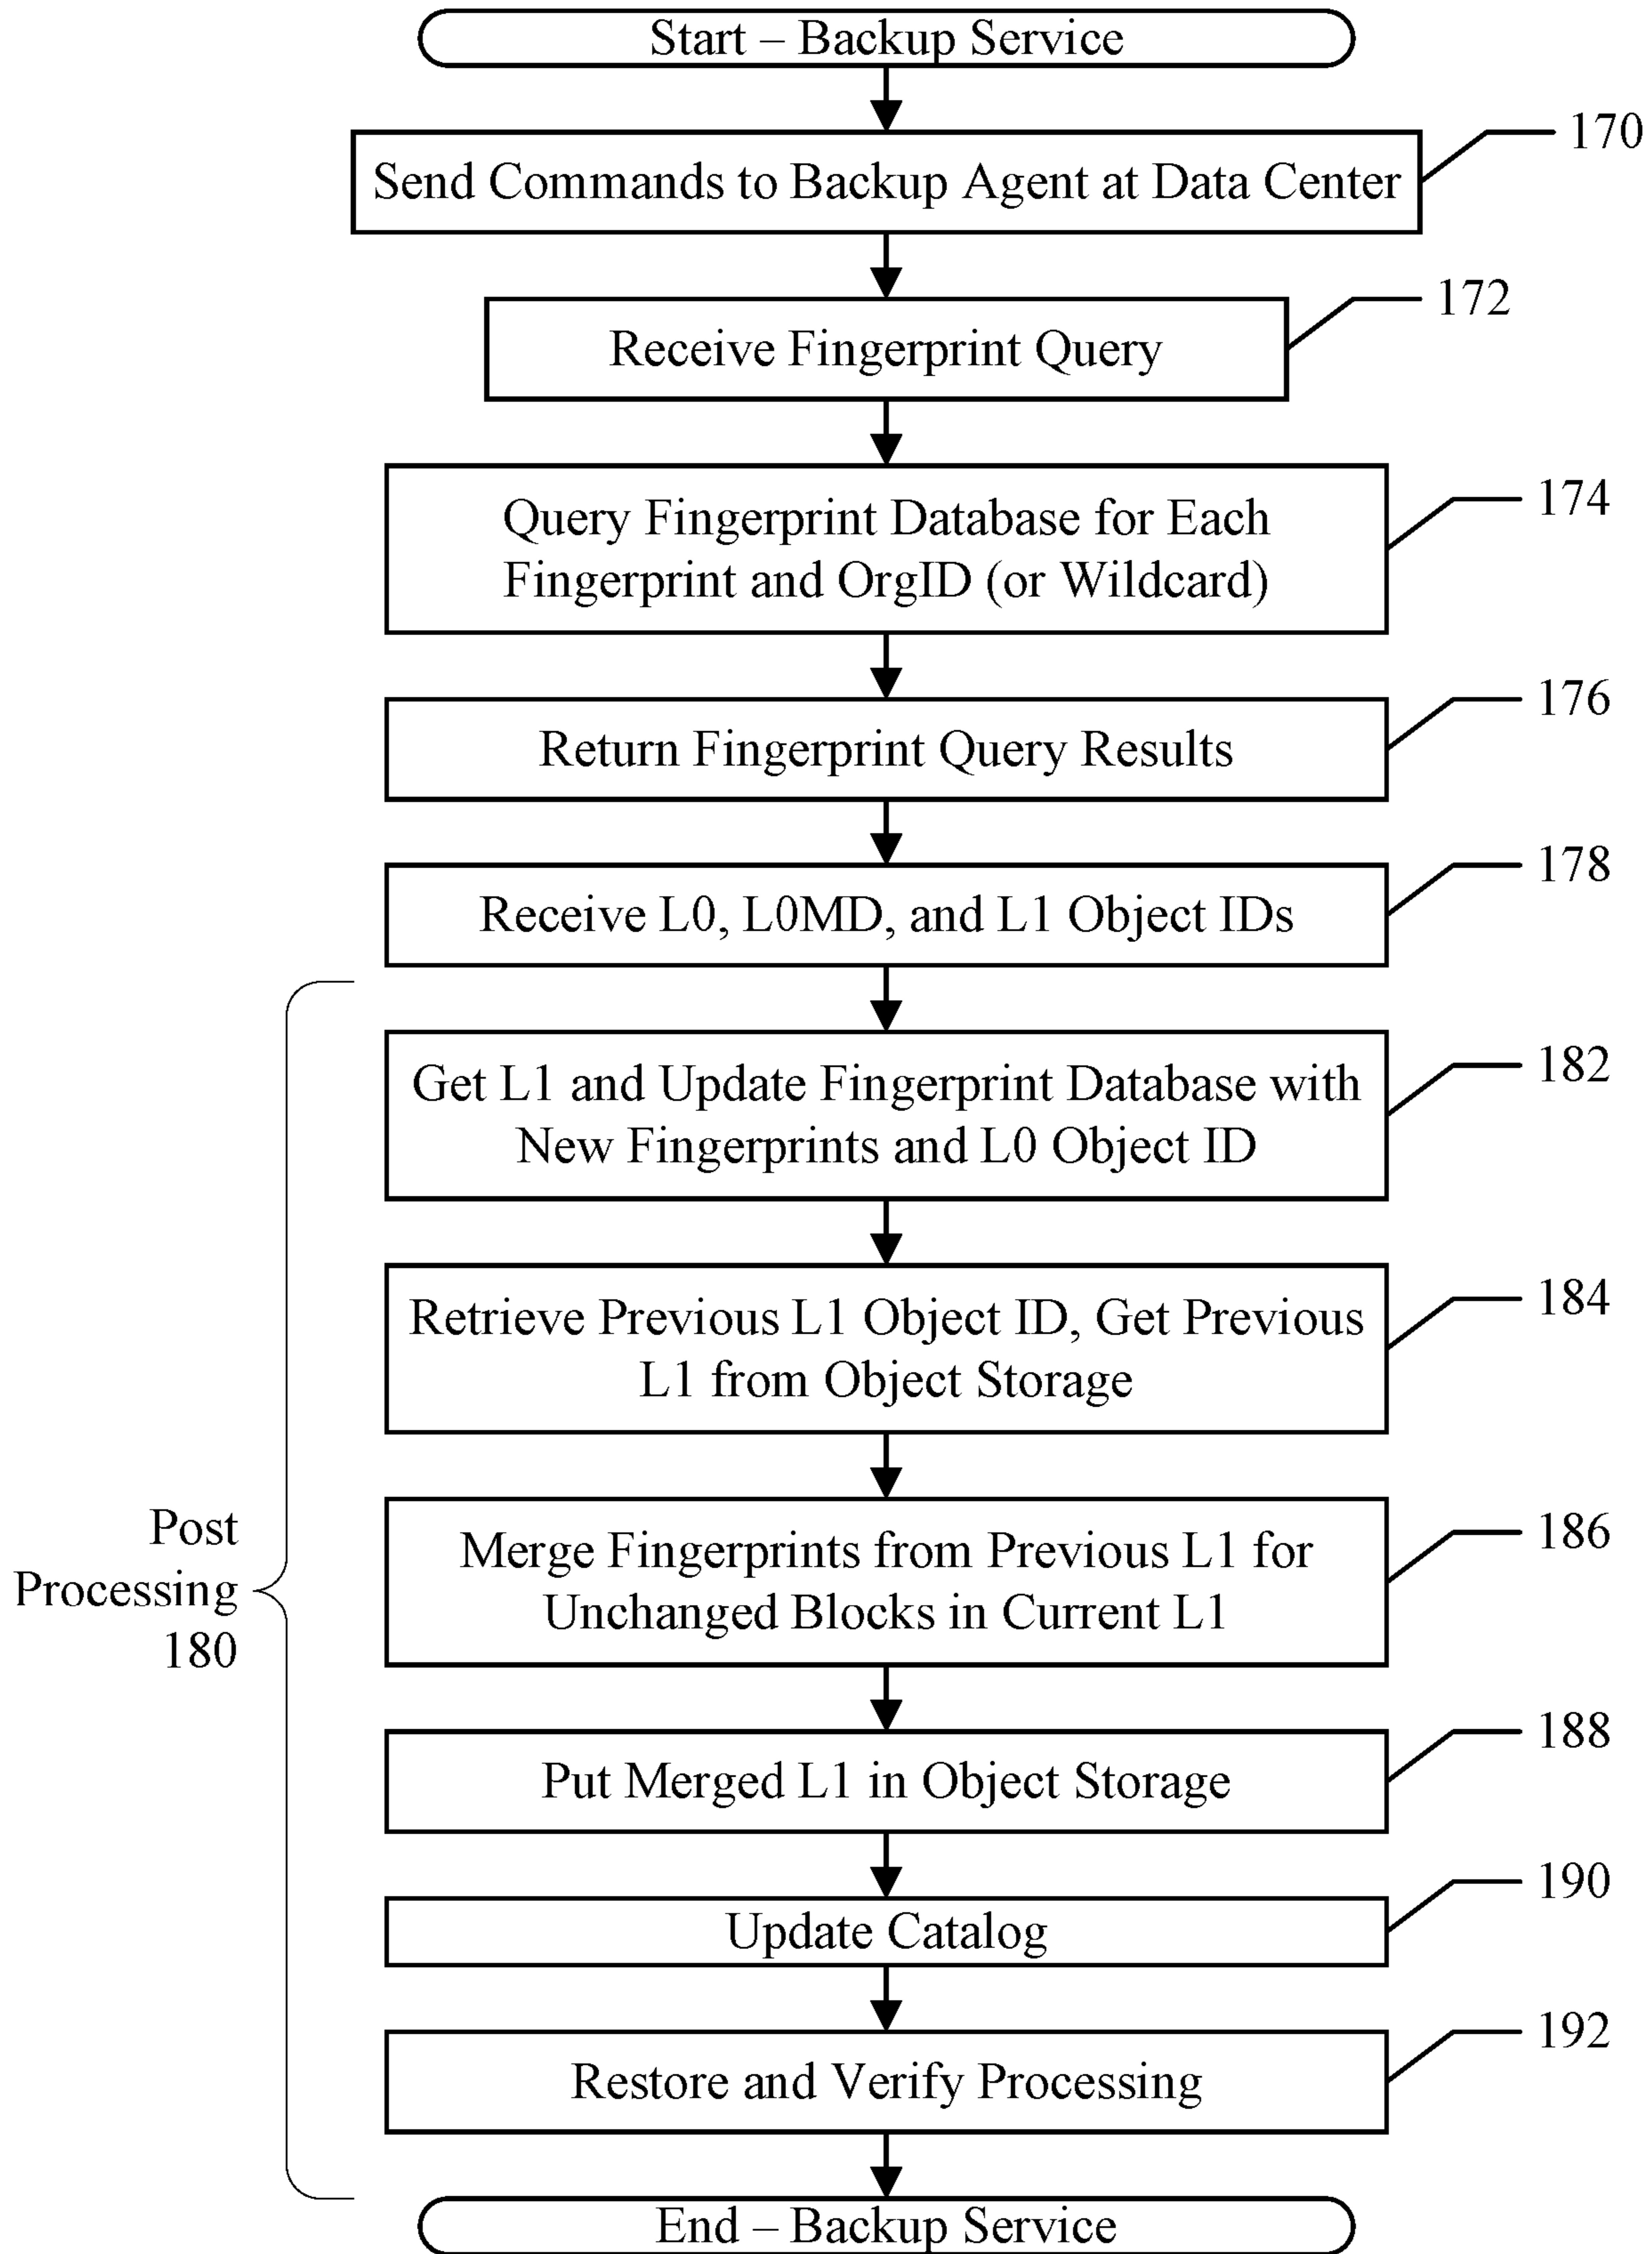 Start – Backup Service
170
Send Commands to Backup Agent at Data Center
172
Receive Fingerprint Query
174
Query Fingerprint Database for Each
Fingerprint and OrgID (or Wildcard)
176
Return Fingerprint Query Results
178
Receive L0, L0MD, and L1 Object IDs
182
Get L1 and Update Fingerprint Database with
New Fingerprints and L0 Object ID
184
Retrieve Previous L1 Object ID, Get Previous
L1 from Object Storage
Post
Processing
180
186
Merge Fingerprints from Previous L1 for
Unchanged Blocks in Current L1
188
Put Merged L1 in Object Storage
190
Update Catalog
192
Restore and Verify Processing
End – Backup Service